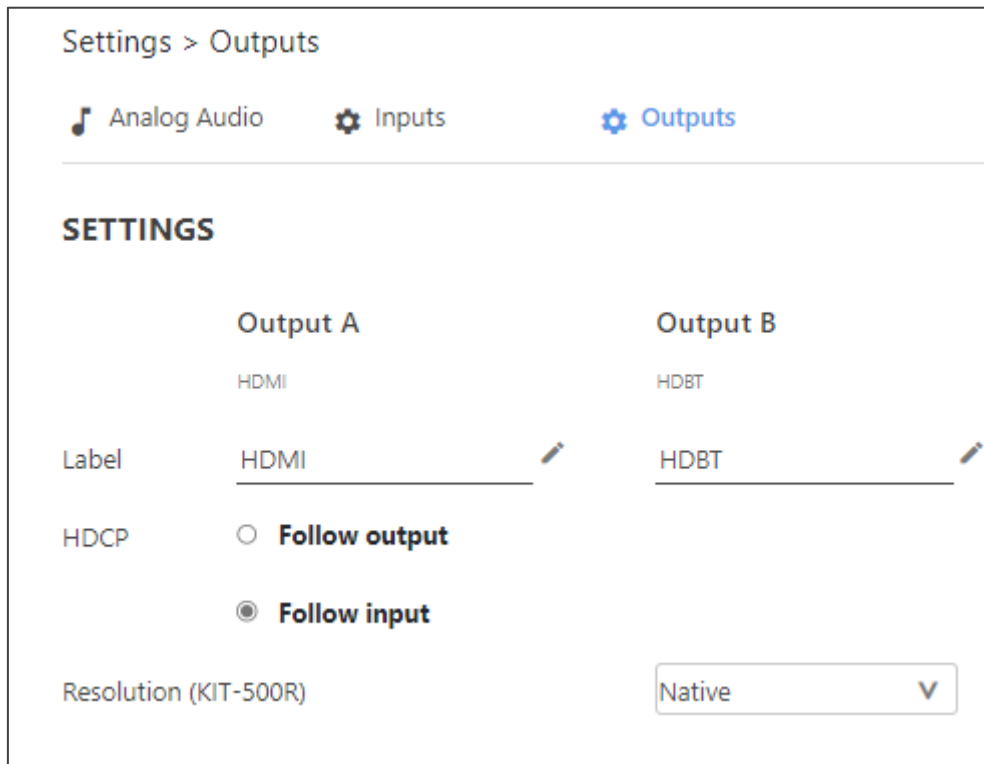 Settings > Outputs
Analog Audio Inputs Outputs
SETTINGS
Output A Output B
HDMI HDBT
Label HDMI HDBT
HDCP Follow output
Follow input
Resolution (KIT-500R) Native